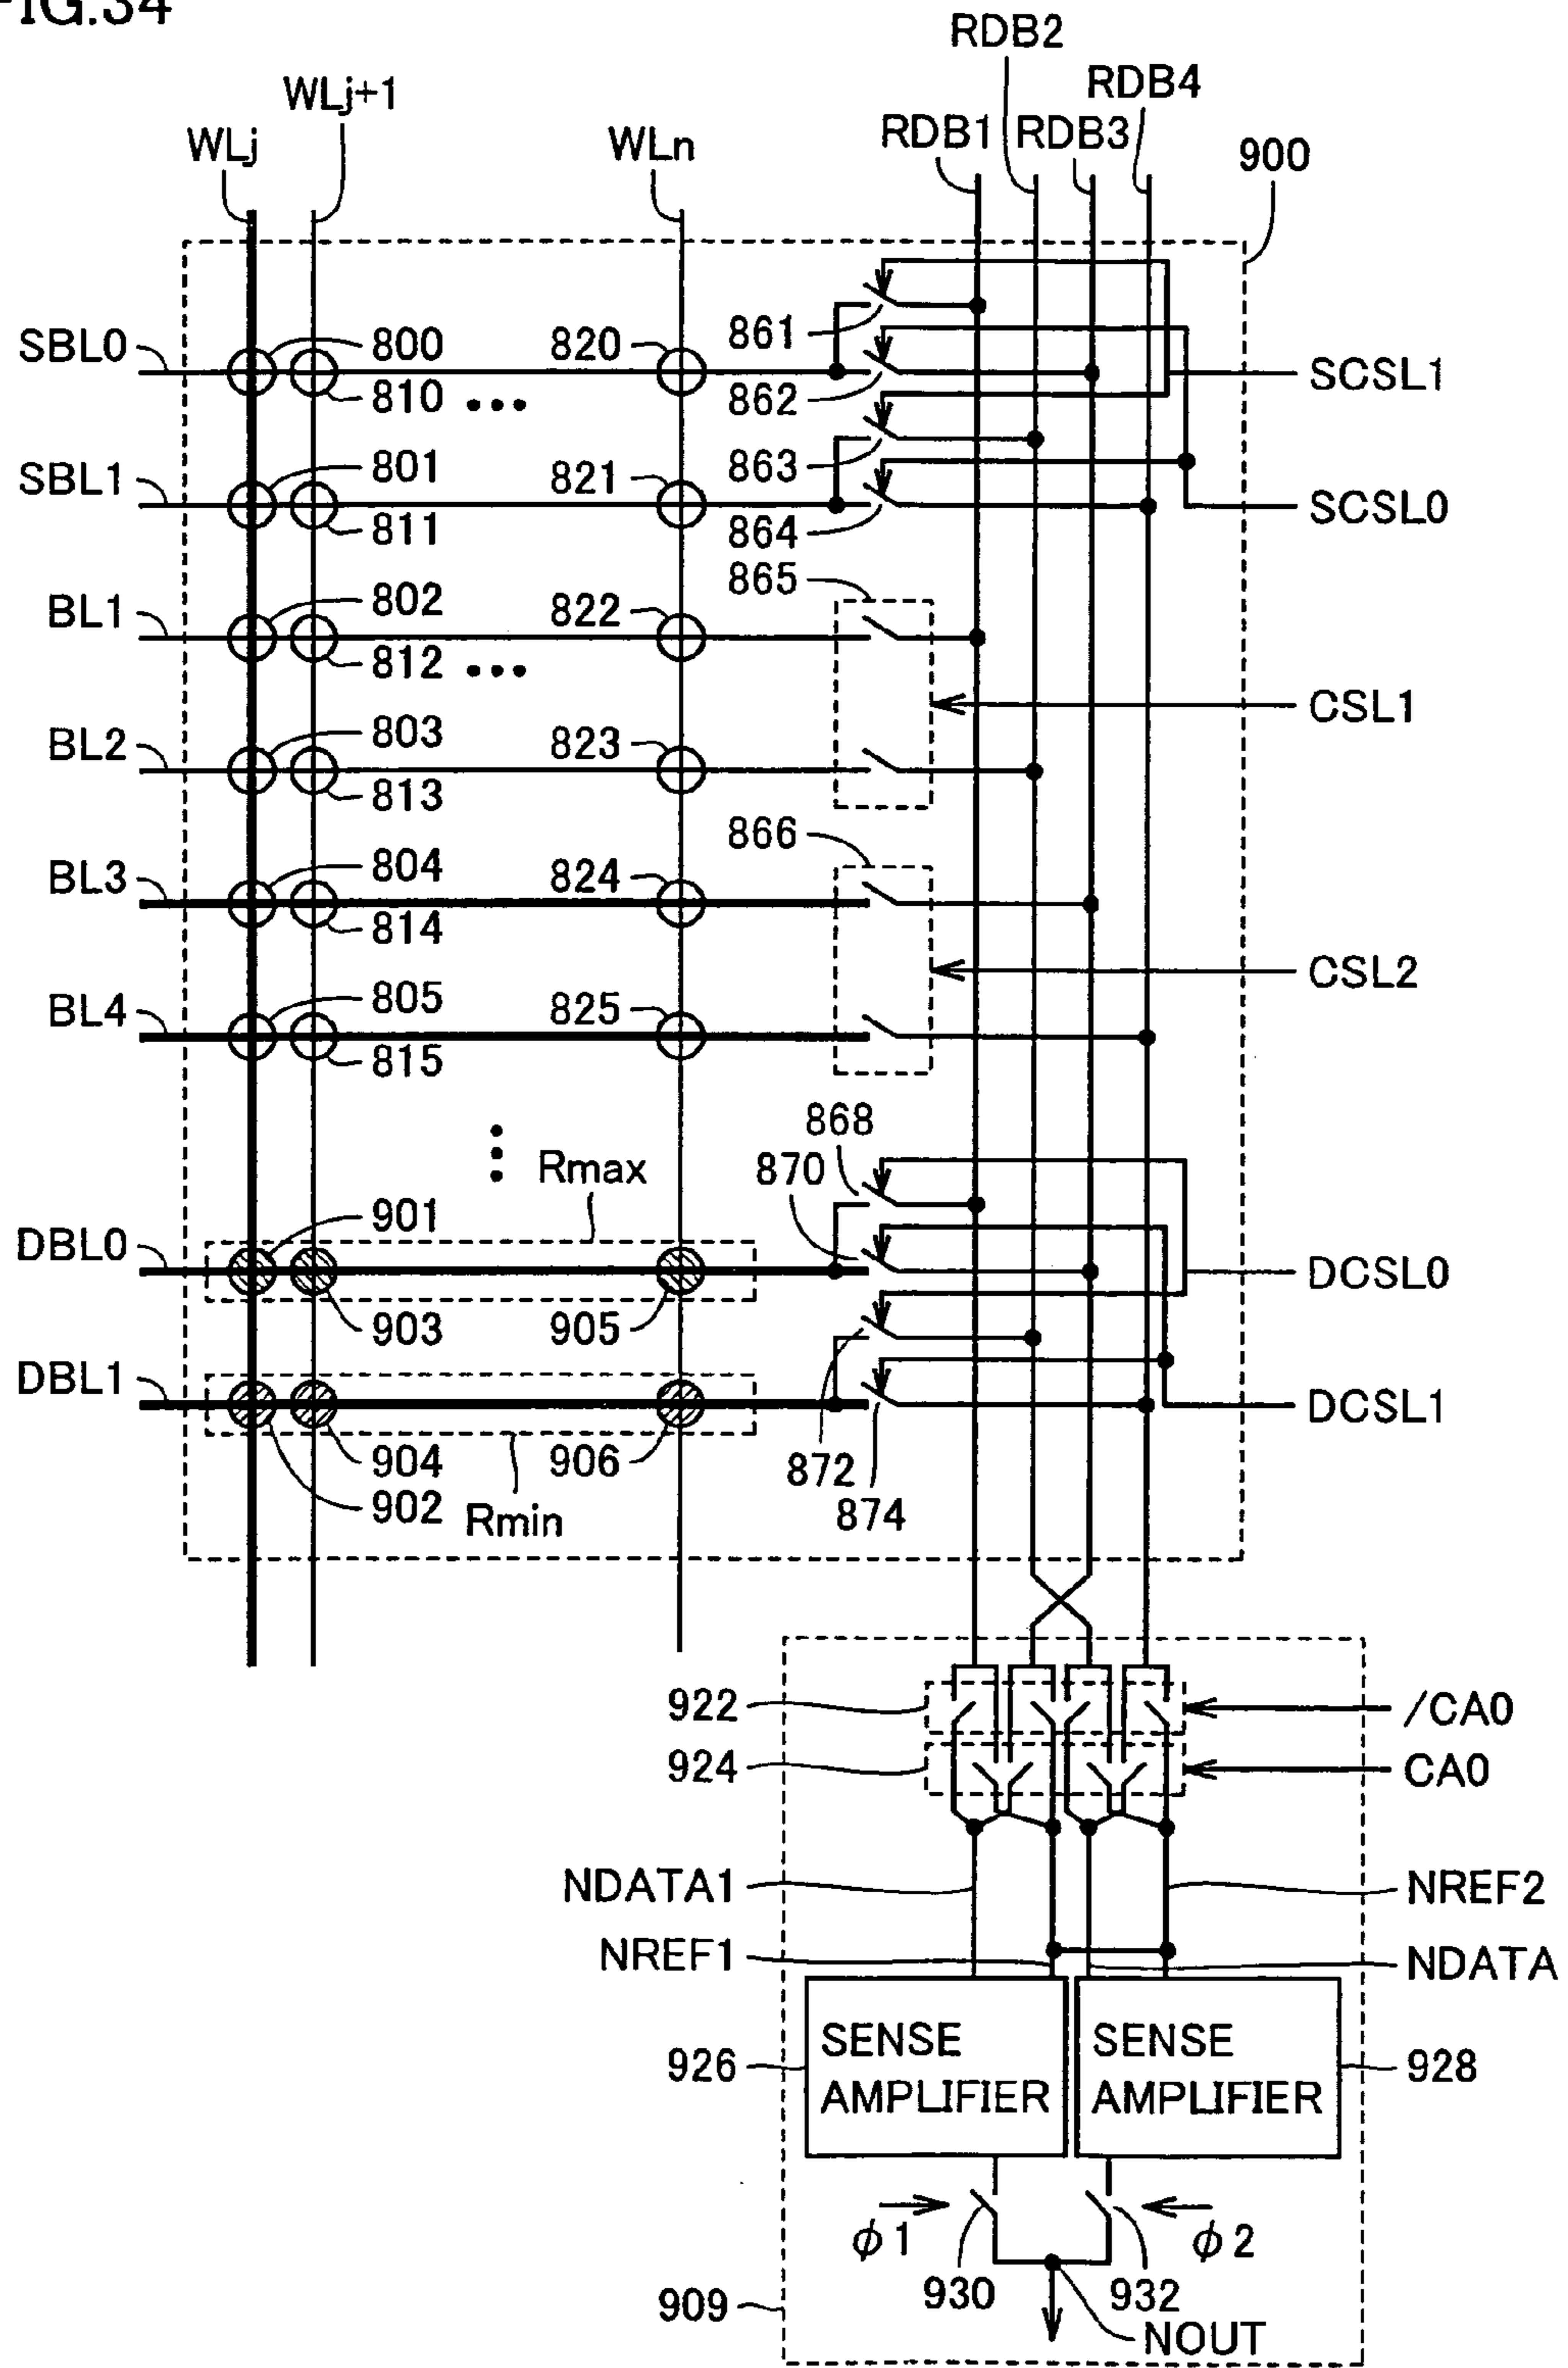 FIG.34
RDB2
WLj+1
RDB4
WLj
WLn
RDB1
RDB3
900
SBL0
800
820
861
SCSL1
810
...
862
SBL1
801
821
863
SCSL0
811
864
865
BL1
802
822
812
...
CSL1
BL2
803
823
813
866
BL3
804
824
814
CSL2
BL4
805
825
815
868
870
Rmax
901
DBL0
DCSL0
903
905
DBL1
DCSL1
904
906
872
902
Rmin
874
922
/CA0
924
CA0
NDATA1
NREF2
NREF1
NDATA
SENSE AMPLIFIER
SENSE AMPLIFIER
926
928
φ1
φ2
930
932
909
NOUT